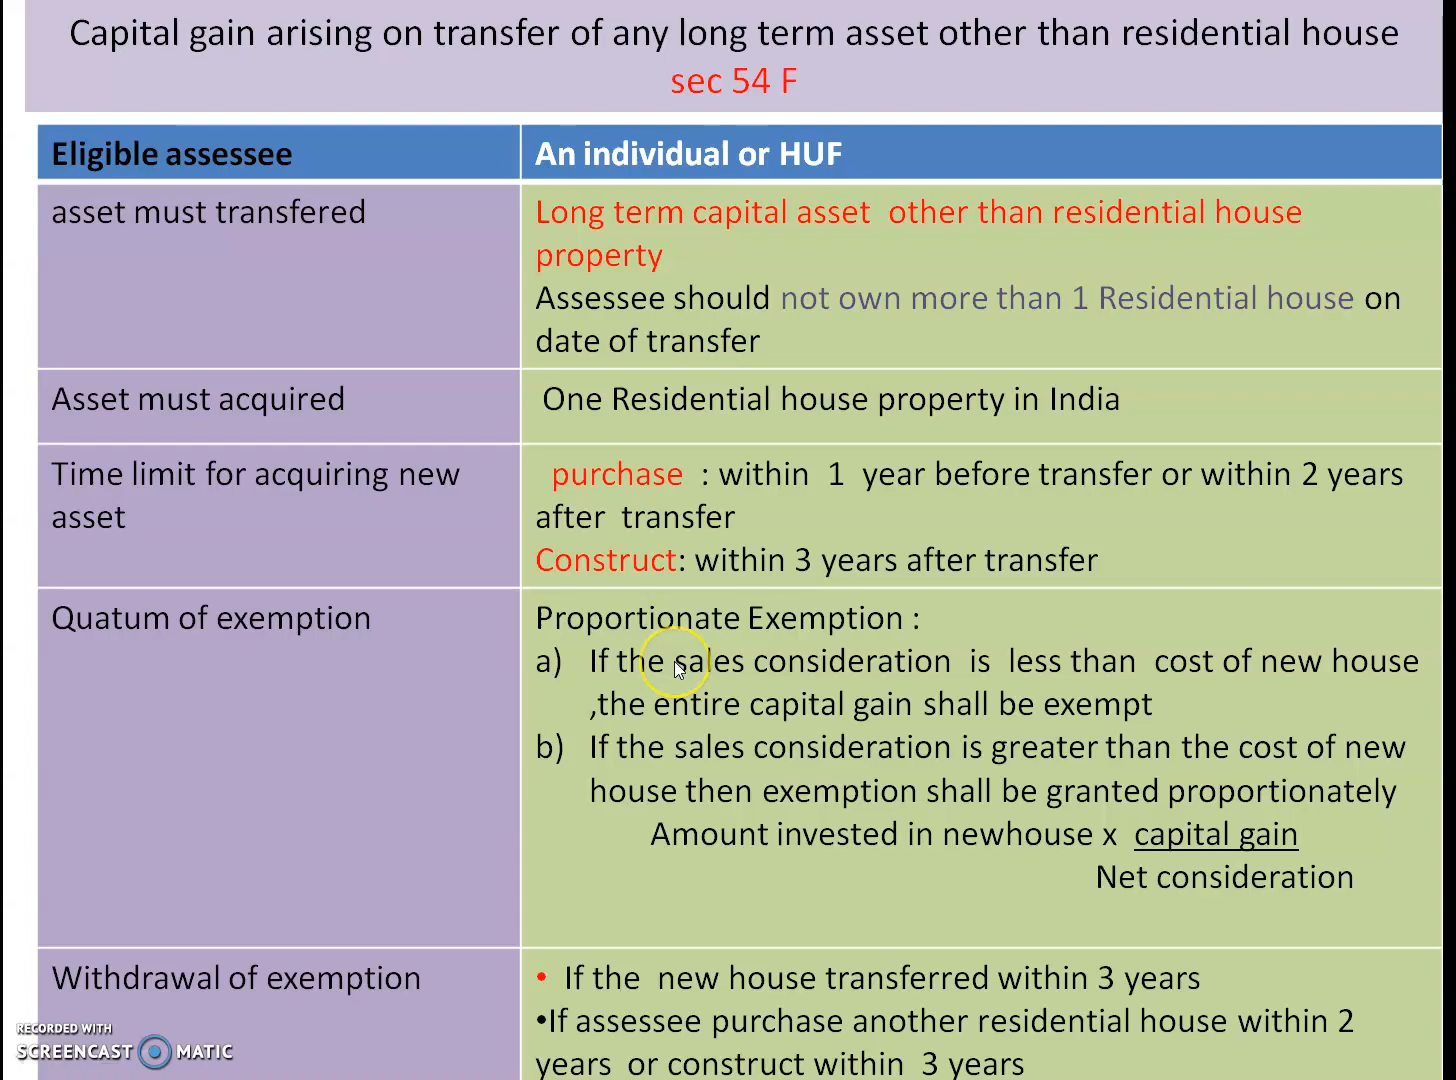 Capital gain arising on transfer of any long term asset other than residential house
sec 54 F
Eligible assessee
An individual or HUF
asset must transfered
Long term capital asset other than residential house
property
Assessee should not own more than 1 Residential house on
date of transfer
Asset must acquired
One Residential house property in India
Time limit for acquiring new
asset
purchase : within 1 year before transfer or within 2 years
after transfer
Construct: within 3 years after transfer
Quatum of exemption
Proportionate Exemption :
a) If the sales consideration is less than cost of new house
,the entire capital gain shall be exempt
b) If the sales consideration is greater than the cost of new
house then exemption shall be granted proportionately
Amount invested in newhouse x capital gain
Net consideration
Withdrawal of exemption
• If the new house transferred within 3 years
•If assessee purchase another residential house within 2
years or construct within 3 years
RECORDED WITH
SCREENCAST MATIC